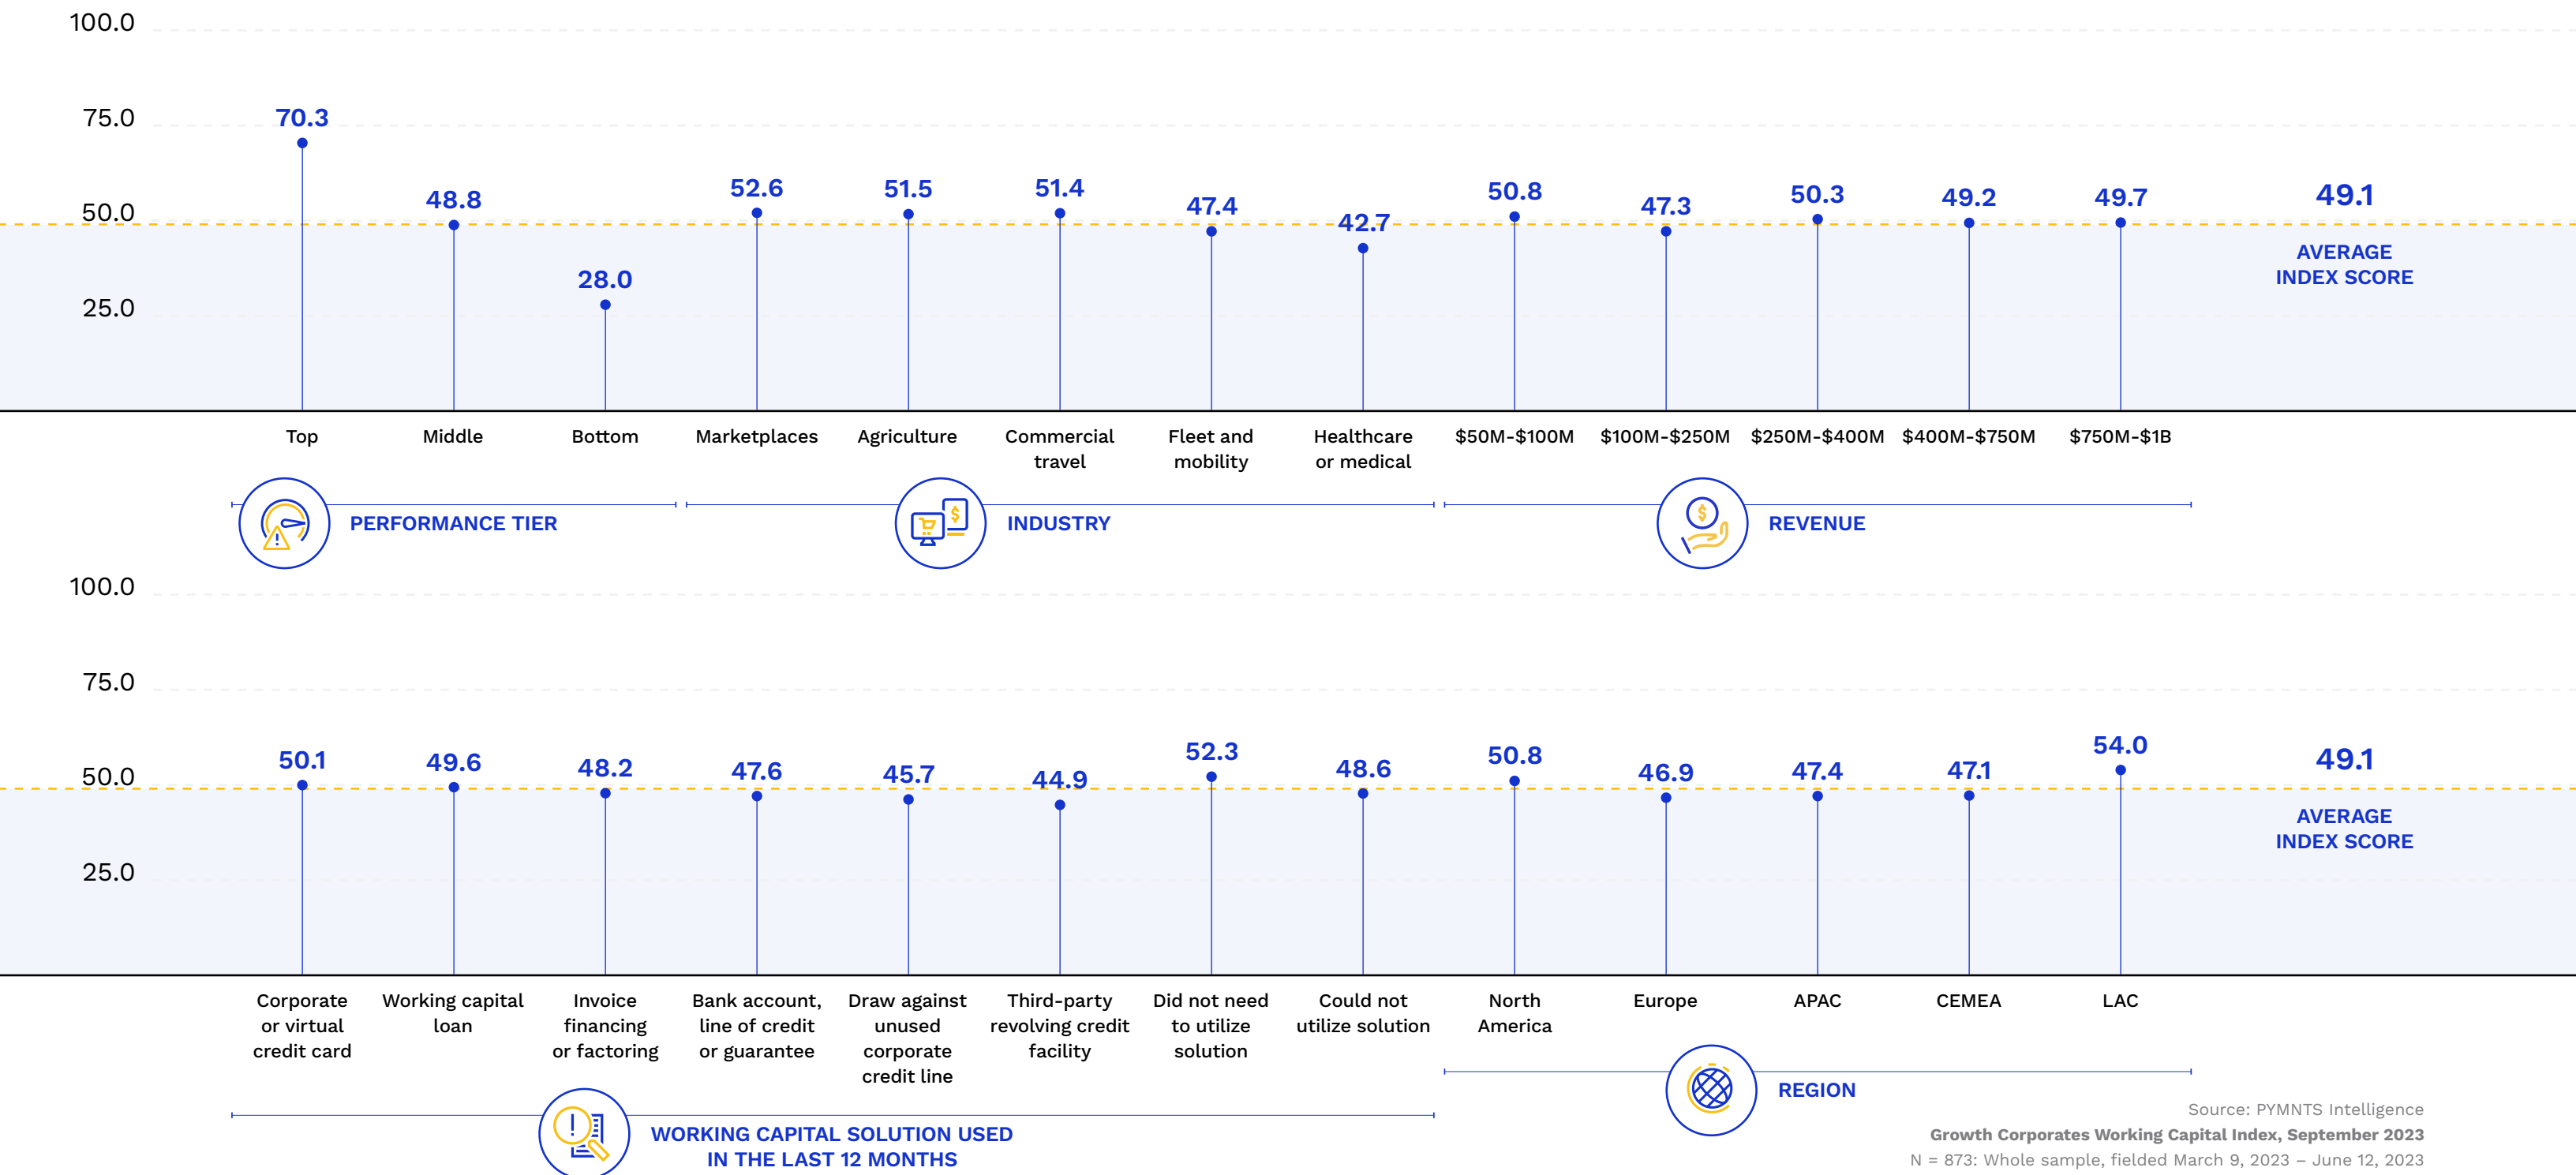 100.0
75.0
50.0
25.0
70.3
48.8
28.0
52.6
51.5
51.4
47.4
42.7
50.8
47.3
50.3
49.2
49.7
49.1
AVERAGE
INDEX SCORE
Top
Middle
Bottom
Marketplaces
Agriculture
Commercial
travel
Fleet and
mobility
Healthcare
or medical
$50M-$100M
$100M-$250M
$250M-$400M
$400M-$750M
$750M-$1B
PERFORMANCE TIER
INDUSTRY
REVENUE
100.0
75.0
50.0
25.0
50.1
49.6
48.2
47.6
45.7
44.9
52.3
48.6
50.8
46.9
47.4
47.1
54.0
49.1
AVERAGE
INDEX SCORE
Corporate
or virtual
credit card
Working capital
loan
Invoice
financing
or factoring
Bank account,
line of credit
or guarantee
Draw against
unused
corporate
credit line
Third-party
revolving credit
facility
Did not need
to utilize
solution
Could not
utilize solution
North
America
Europe
APAC
CEMEA
LAC
WORKING CAPITAL SOLUTION USED
IN THE LAST 12 MONTHS
REGION
Source: PYMNTS Intelligence
Growth Corporates Working Capital Index, September 2023
N = 873: Whole sample, fielded March 9, 2023 – June 12, 2023